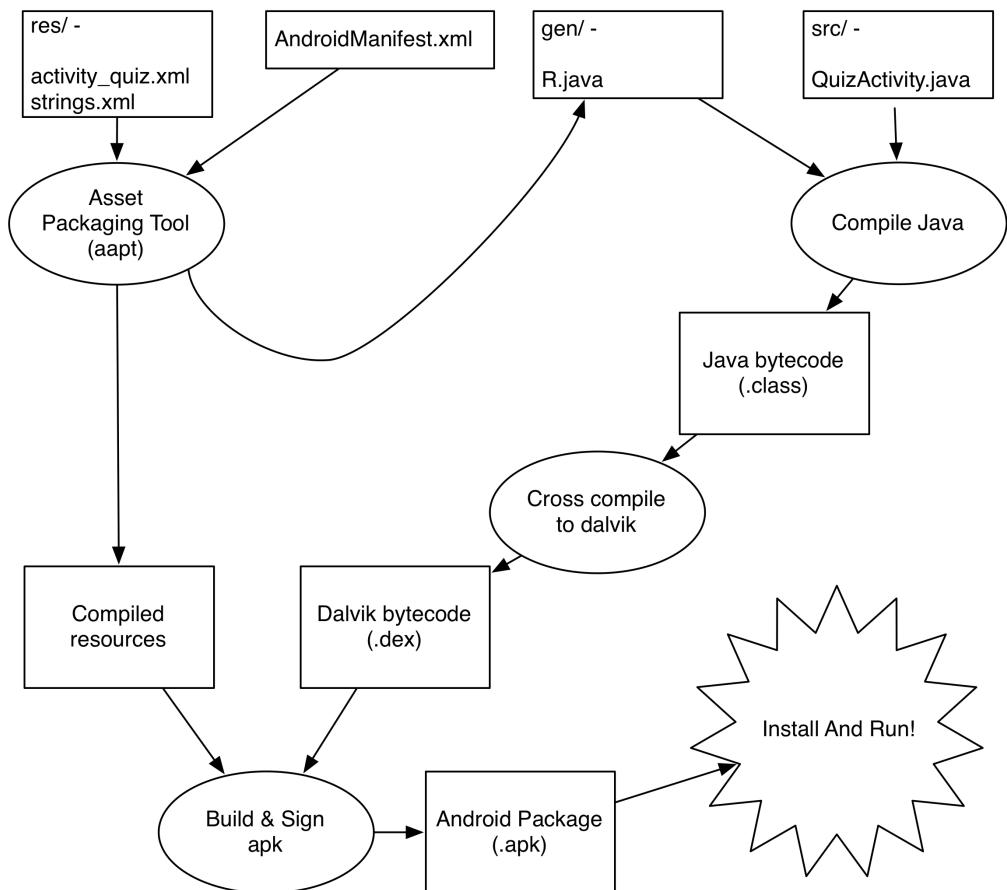 res/ -
activity_quiz.xml
strings.xml
AndroidManifest.xml
gen/ -
R.java
src/ -
QuizActivity.java
Asset
Packaging Tool
(aapt)
Compile Java
Java bytecode
(.class)
Cross compile
to dalvik
Compiled
resources
Dalvik bytecode
(.dex)
Install And Run!
Build & Sign
apk
Android Package
(.apk)